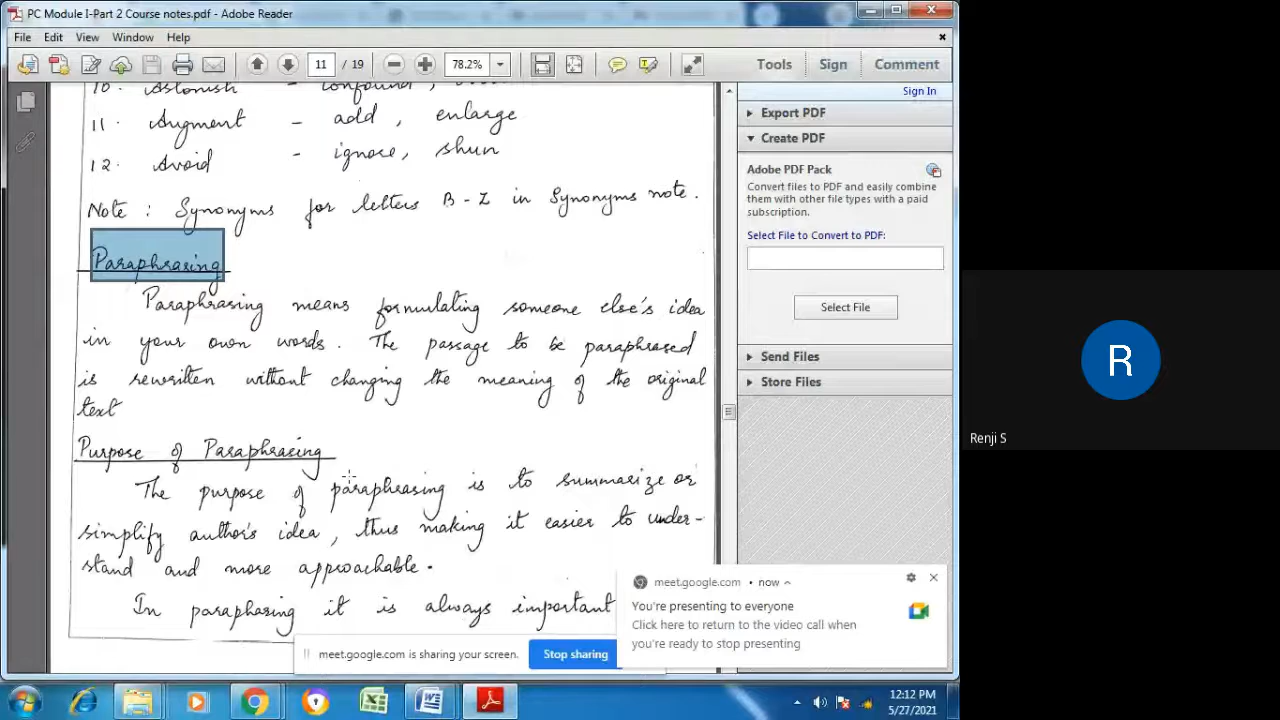 PC Module I-Part 2 Course notes.pdf - Adobe Reader
File Edit View Window Help
11 / 19 78.2% Tools Sign Comment
Sign In
10. Astonish - confound,
11. Augment - add, enlarge
12. Avoid - ignore, shun
Note : Synonyms for letters B-Z in Synonyms note.
Paraphrasing
Paraphrasing means formulating someone else's idea
in your own words. The passage to be paraphrased
is rewritten without changing the meaning of the original
text
Purpose of Paraphrasing
The purpose of paraphrasing is to summarize or
simplify author's idea, thus making it easier to under-
stand and more approachable.
In paraphasing it is always important
Export PDF
Create PDF
Adobe PDF Pack
Convert files to PDF and easily combine
them with other file types with a paid
subscription.
Select File to Convert to PDF:
Select File
Send Files
Store Files
R
Renji S
meet.google.com • now
You're presenting to everyone
Click here to return to the video call when
you're ready to stop presenting
meet.google.com is sharing your screen. Stop sharing
12:12 PM
5/27/2021